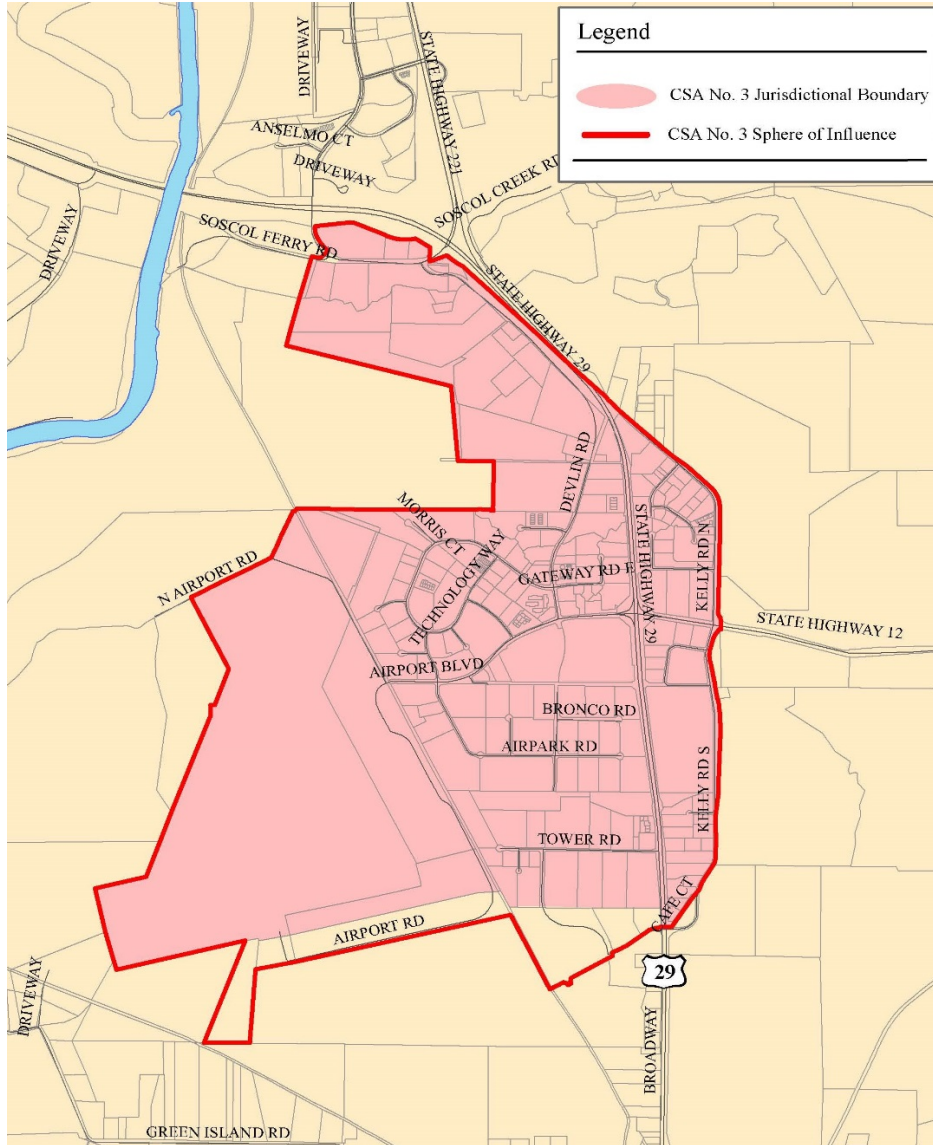 Legend
CSA No. 3 Jurisdictional Boundary
CSA No. 3 Sphere of Influence
DRIVEWAY
STATE HIGHWAY 221
ANSELMO CT
DRIVEWAY
SOSCOL CREEK RD
DRIVEWAY
SOSCOL FERRY RD
STATE HIGHWAY 29
DEVLIN RD
MORRIS CT
TECHNOLOGY WAY
GATEWAY RD E
STATE HIGHWAY 29
KELLY RD N
N AIRPORT RD
STATE HIGHWAY 12
AIRPORT BLVD
BRONCO RD
AIRPARK RD
KELLY RD S
TOWER RD
CAFE CT
AIRPORT RD
29
DRIVEWAY
BROADWAY
GREEN ISLAND RD